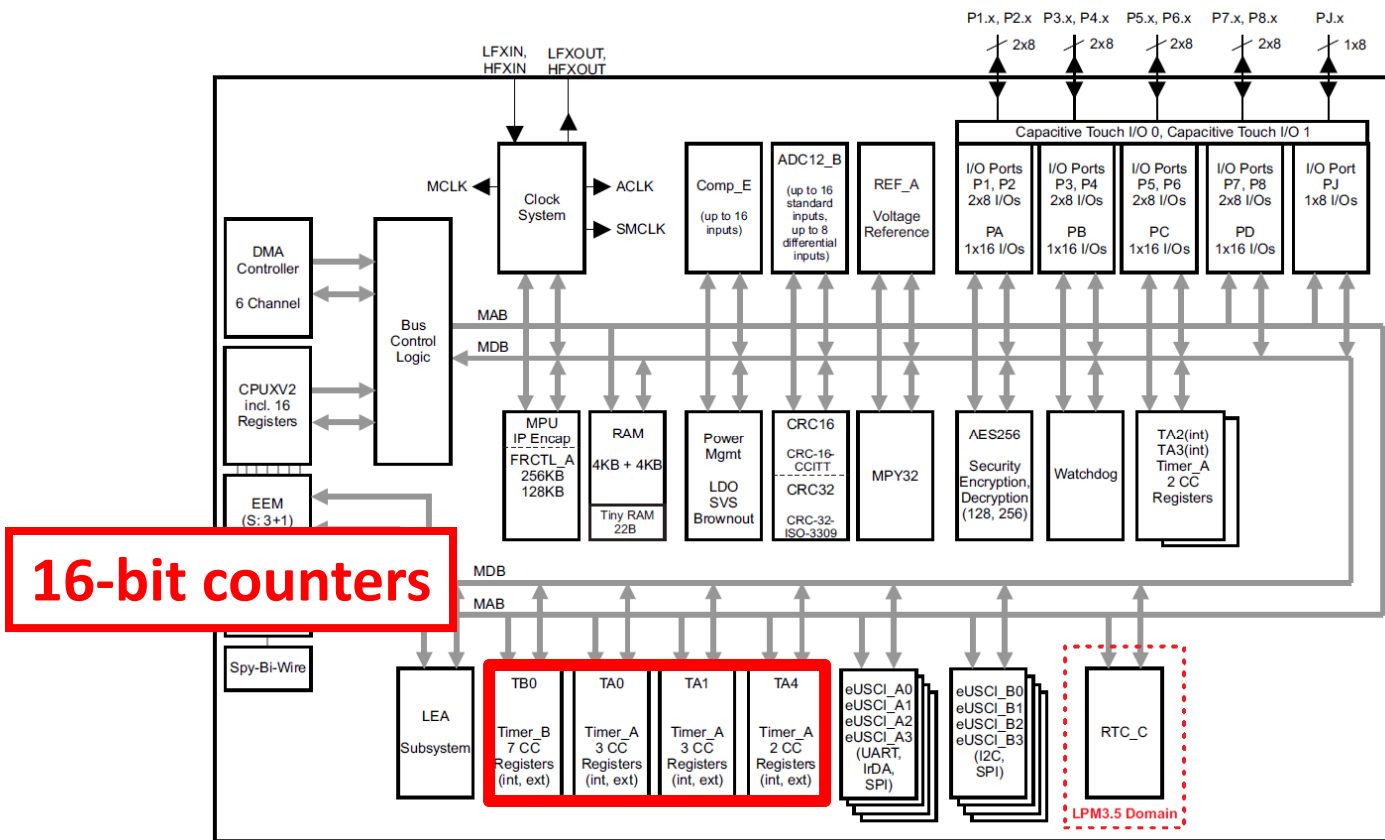 P1.x, P2.x
P3.x, P4.x
P5.x, P6.x
P7.x, P8.x
PJ.x
2x8
2x8
2x8
2x8
1x8
LFXIN,
HFXIN
LFXOUT,
HFXOUT
Capacitive Touch I/O 0, Capacitive Touch I/O 1
MCLK
Clock
System
ACLK
SMCLK
Comp_E
(up to 16
inputs)
ADC12_B
(up to 16
standard
inputs,
up to 8
differential
inputs)
REF_A
Voltage
Reference
I/O Ports
P1, P2
2x8 I/Os
PA
1x16 I/Os
I/O Ports
P3, P4
2x8 I/Os
PB
1x16 I/Os
I/O Ports
P5, P6
2x8 I/Os
PC
1x16 I/Os
I/O Ports
P7, P8
2x8 I/Os
PD
1x16 I/Os
I/O Port
PJ
1x8 I/Os
DMA
Controller
6 Channel
Bus
Control
Logic
MAB
MDB
CPUXV2
incl. 16
Registers
MPU
IP Encap
FRCTL_A
256KB
128KB
RAM
4KB + 4KB
Tiny RAM
22B
Power
Mgmt
LDO
SVS
Brownout
CRC16
CRC-16-
CCITT
CRC32
CRC-32-
ISO-3309
MPY32
AES256
Security
Encryption,
Decryption
(128, 256)
Watchdog
TA2(int)
TA3(int)
Timer_A
2 CC
Registers
EEM
(S: 3+1)
16-bit counters
MDB
MAB
Spy-Bi-Wire
LEA
Subsystem
TB0
Timer_B
7 CC
Registers
(int, ext)
TA0
Timer_A
3 CC
Registers
(int, ext)
TA1
Timer_A
3 CC
Registers
(int, ext)
TA4
Timer_A
2 CC
Registers
(int, ext)
eUSCI_A0
eUSCI_A1
eUSCI_A2
eUSCI_A3
(UART,
IrDA,
SPI)
eUSCI_B0
eUSCI_B1
eUSCI_B2
eUSCI_B3
(I2C,
SPI)
RTC_C
LPM3.5 Domain